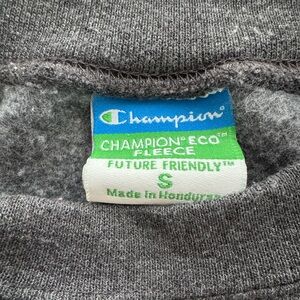 Champion®
CHAMPION® ECO™
FLEECE
FUTURE FRIENDLY™
S
Made in Honduras